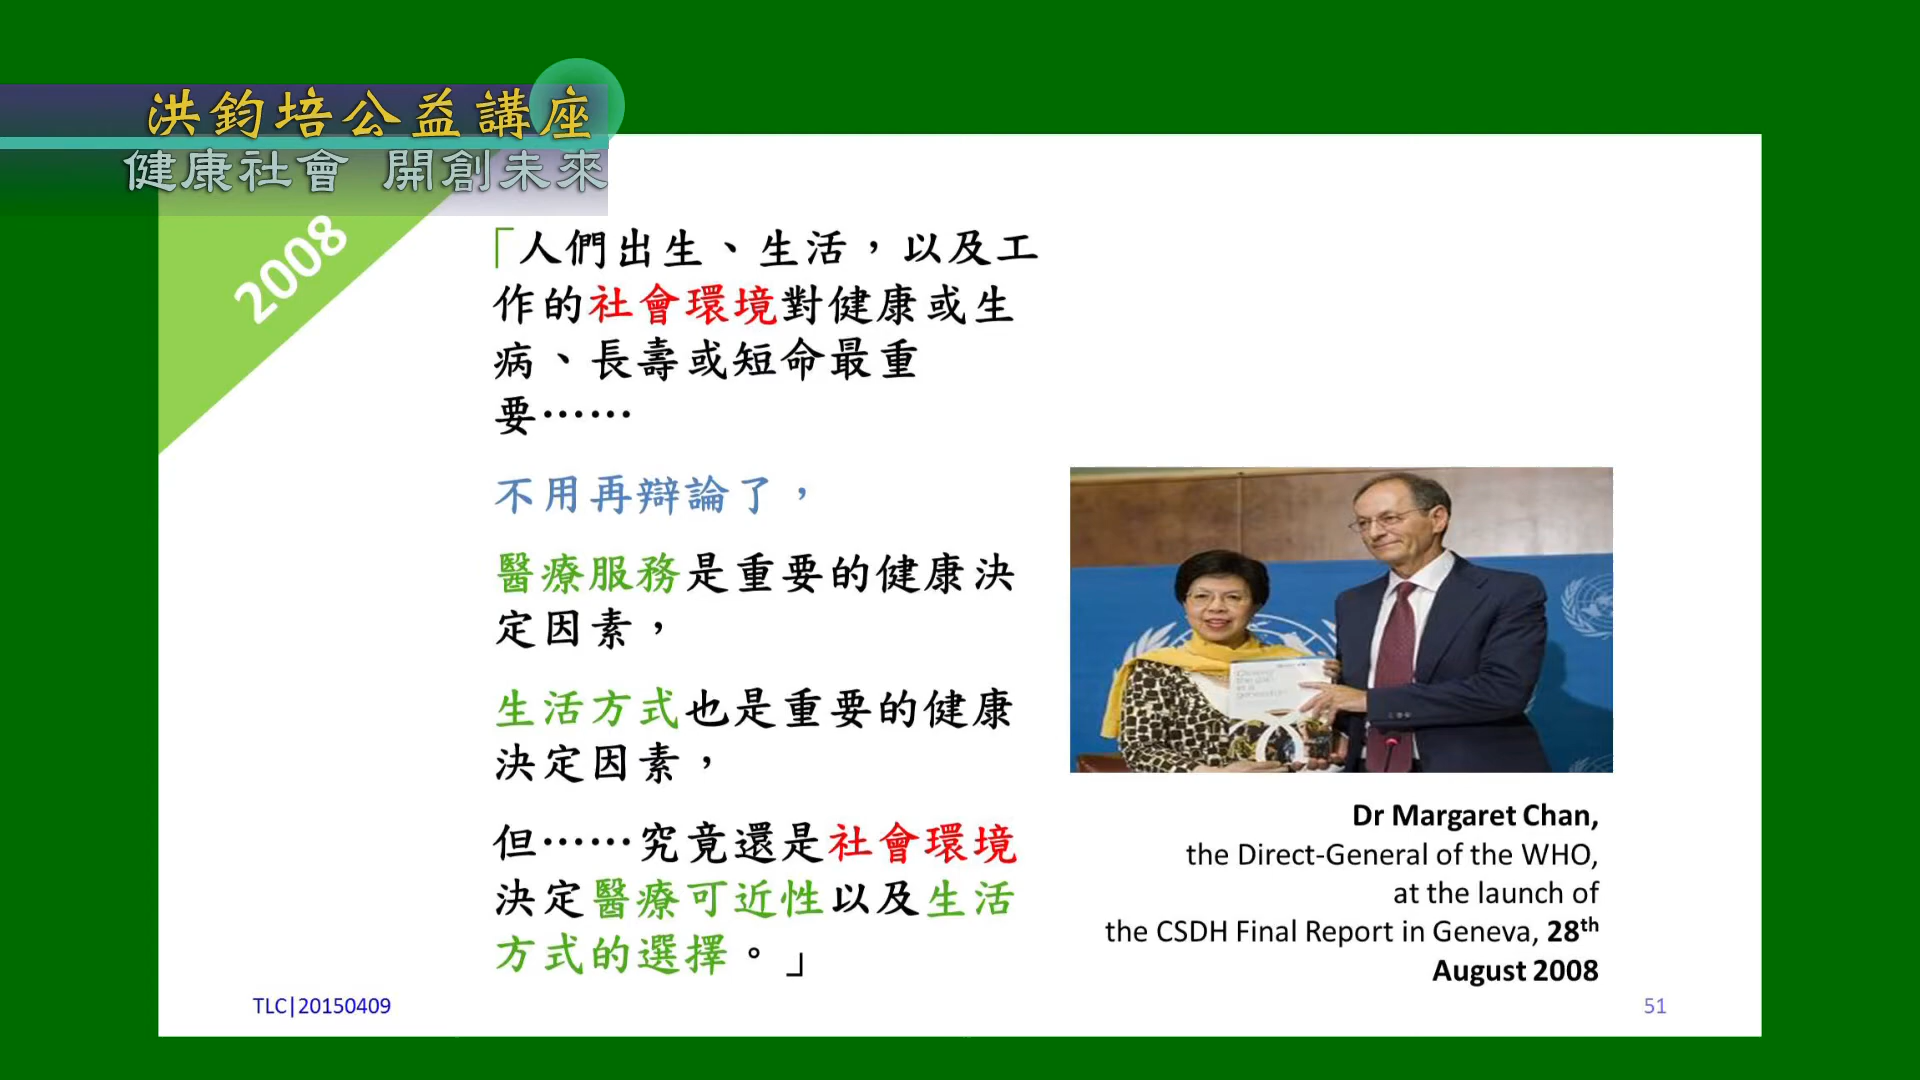 洪鈞培公益講座
健康社會 開創未來
2008
「人們出生、生活，以及工
作的社會環境對健康或生
病、長壽或短命最重
要……
不用再辯論了，
醫療服務是重要的健康決
定因素，
生活方式也是重要的健康
決定因素，
但……究竟還是社會環境
決定醫療可近性以及生活
方式的選擇。」
Dr Margaret Chan,
the Direct-General of the WHO,
at the launch of
the CSDH Final Report in Geneva, 28th
August 2008
TLC|20150409
51